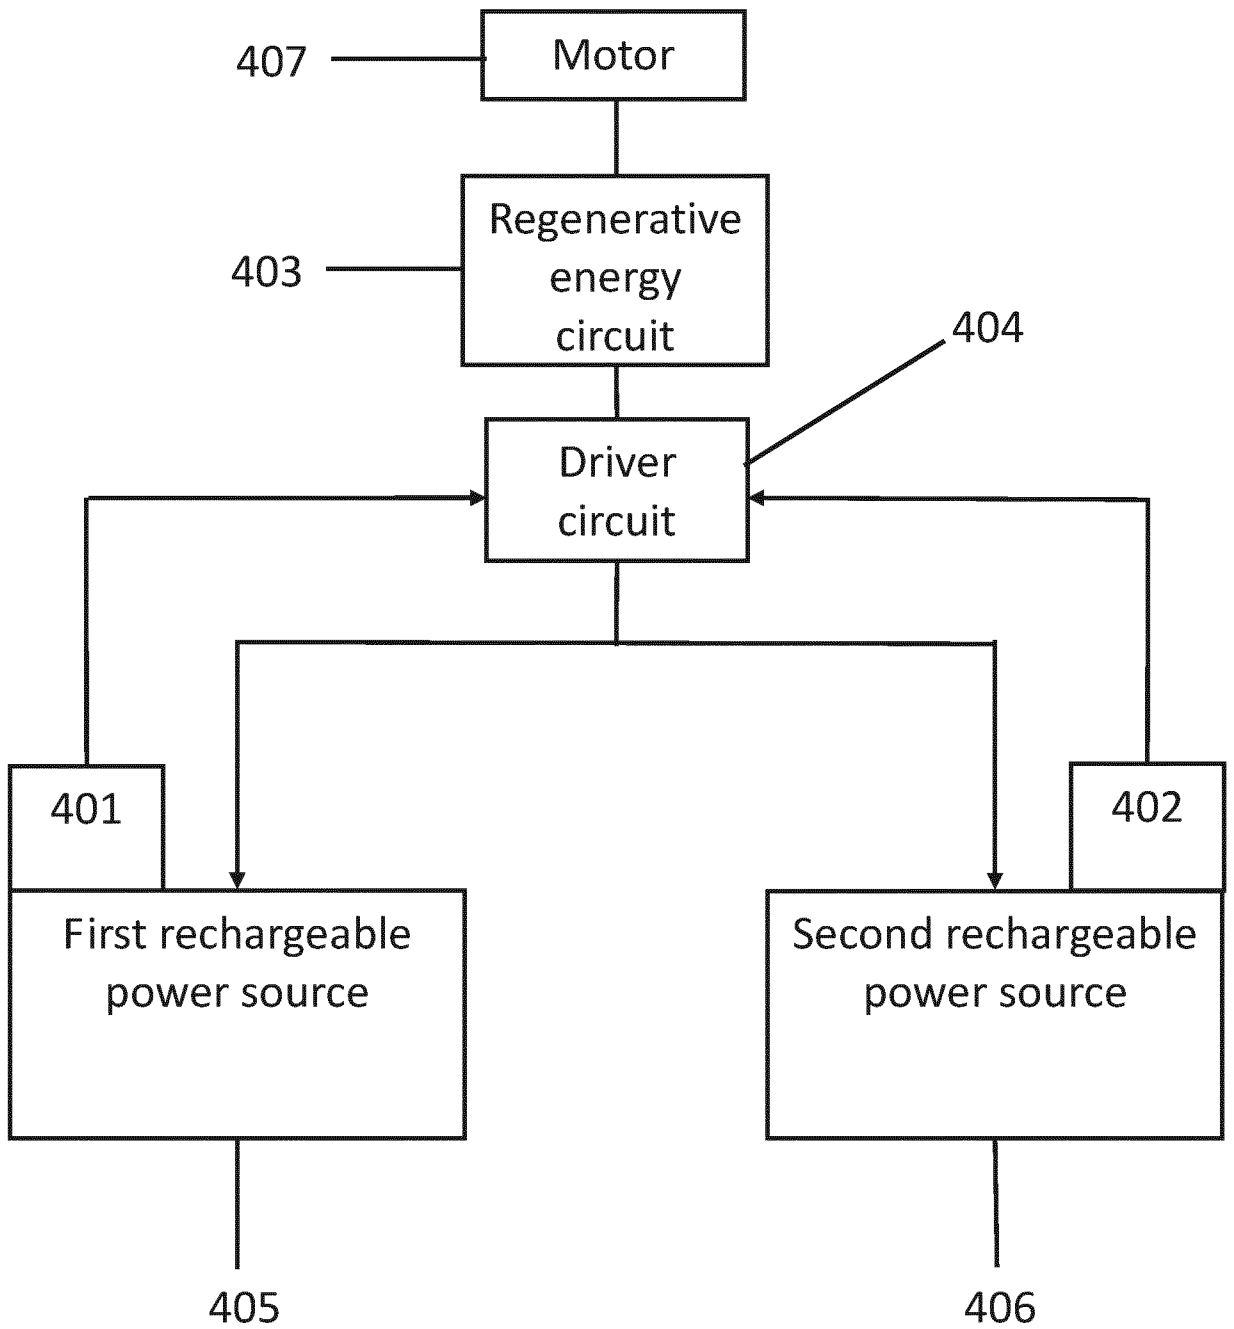 Motor
407
Regenerative
energy
circuit
403
404
Driver
circuit
401
402
First rechargeable
power source
Second rechargeable
power source
405
406